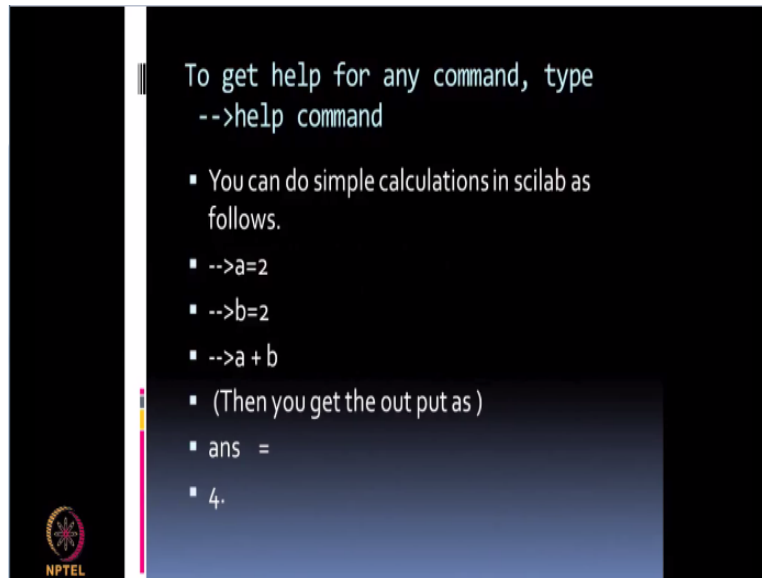 To get help for any command, type
-->help command
▪ You can do simple calculations in scilab as
follows.
▪ -->a=2
▪ -->b=2
▪ -->a + b
▪ (Then you get the out put as )
▪ ans =
▪ 4.
NPTEL